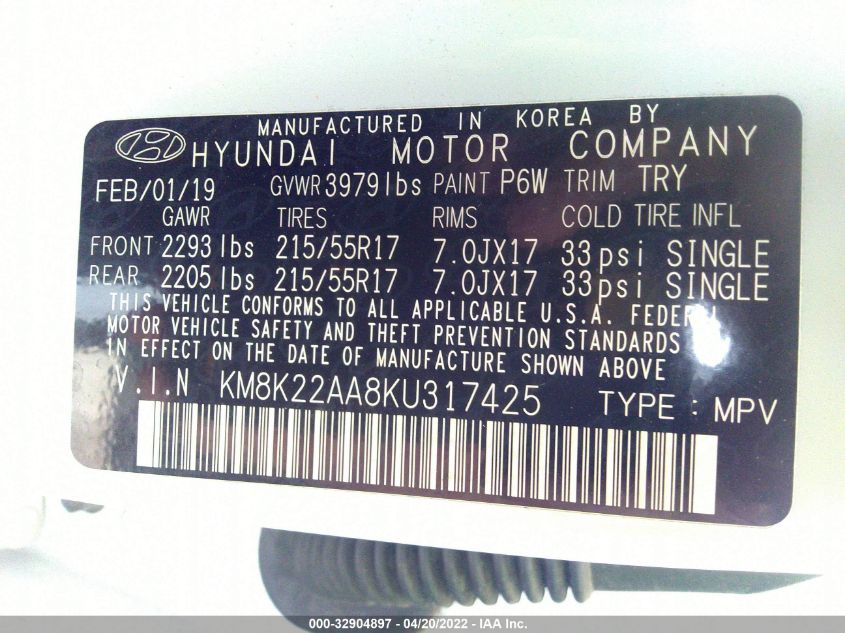 MANUFACTURED IN KOREA BY
HYUNDAI MOTOR COMPANY
FEB/01/19 GVWR 3979lbs PAINT P6W TRIM TRY
GAWR TIRES RIMS COLD TIRE INFL
FRONT 2293 lbs 215/55R17 7.0JX17 33psi SINGLE
REAR 2205 lbs 215/55R17 7.0JX17 33psi SINGLE
THIS VEHICLE CONFORMS TO ALL APPLICABLE U.S.A. FEDERAL
MOTOR VEHICLE SAFETY AND THEFT PREVENTION STANDARDS
IN EFFECT ON THE DATE OF MANUFACTURE SHOWN ABOVE
V.I.N KM8K22AA8KU317425 TYPE : MPV
000-32904897 - 04/20/2022 - IAA Inc.